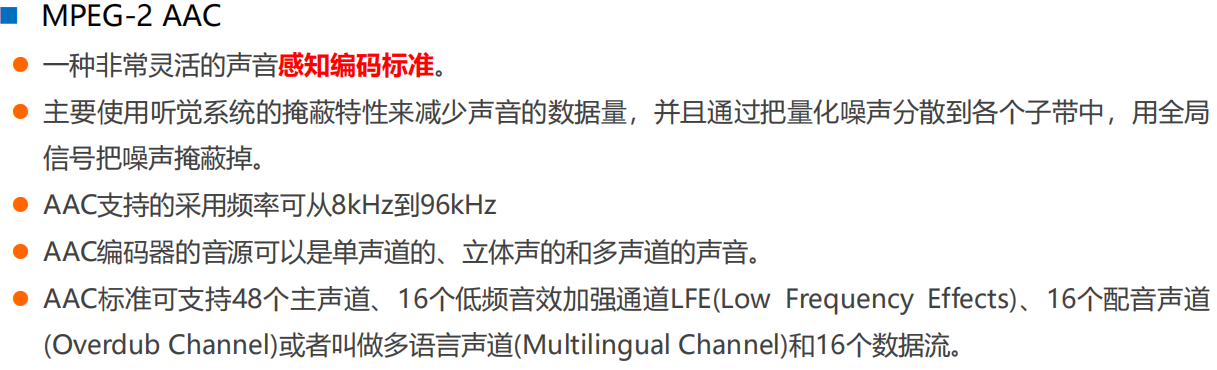 MPEG-2 AAC
一种非常灵活的声音感知编码标准。
主要使用听觉系统的掩蔽特性来减少声音的数据量，并且通过把量化噪声分散到各个子带中，用全局
信号把噪声掩蔽掉。
AAC支持的采用频率可从8kHz到96kHz
AAC编码器的音源可以是单声道的、立体声的和多声道的声音。
AAC标准可支持48个主声道、16个低频音效加强通道LFE(Low Frequency Effects)、16个配音声道
(Overdub Channel)或者叫做多语言声道(Multilingual Channel)和16个数据流。